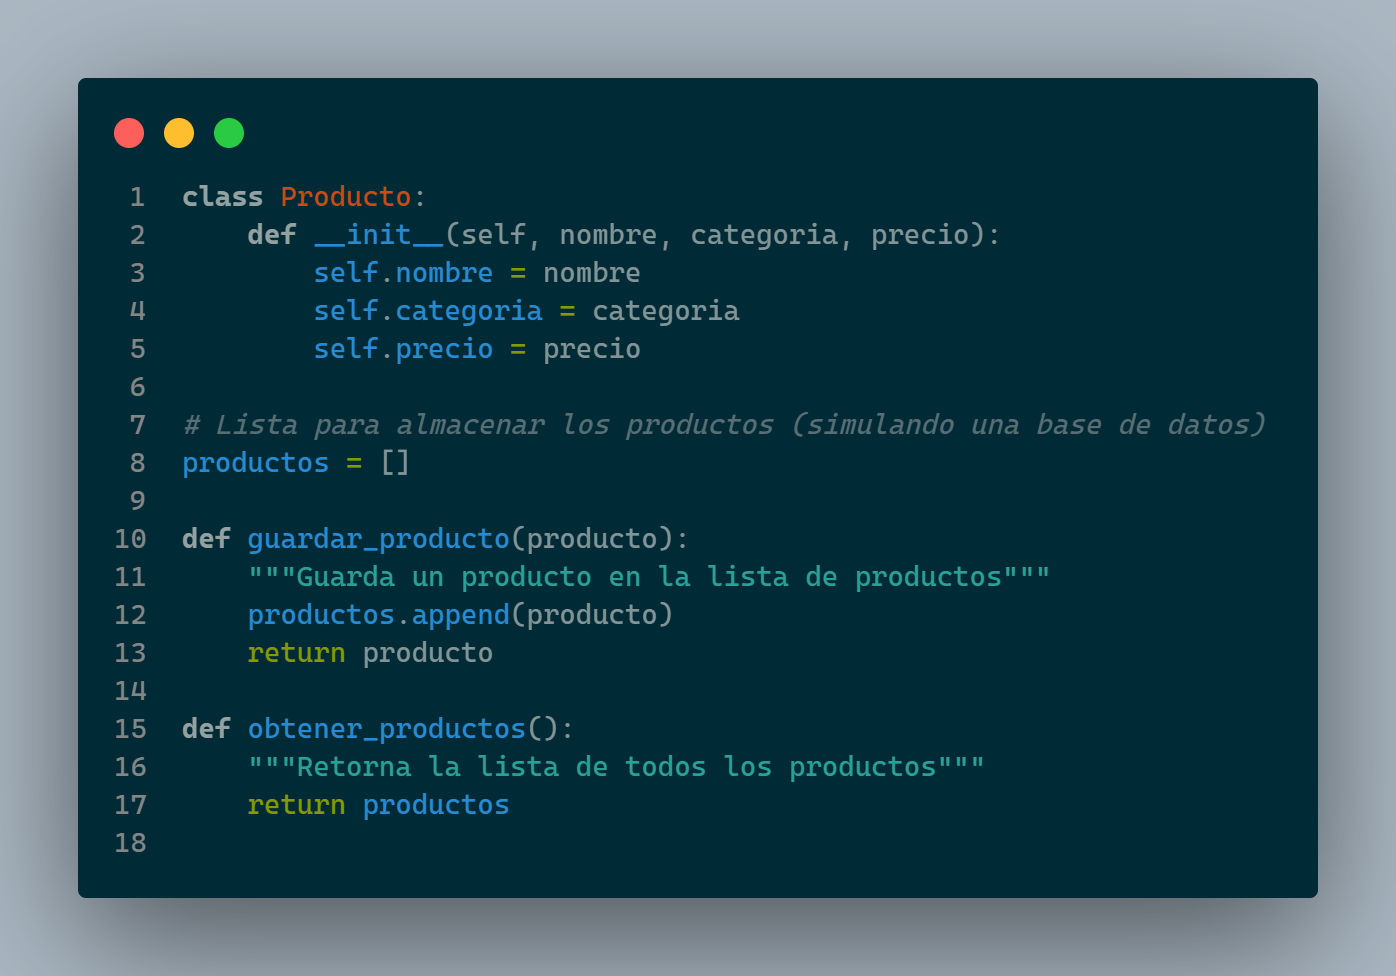 1 class Producto:
2     def __init__(self, nombre, categoria, precio):
3         self.nombre = nombre
4         self.categoria = categoria
5         self.precio = precio
6
7 # Lista para almacenar los productos (simulando una base de datos)
8 productos = []
9
10 def guardar_producto(producto):
11     """Guarda un producto en la lista de productos"""
12     productos.append(producto)
13     return producto
14
15 def obtener_productos():
16     """Retorna la lista de todos los productos"""
17     return productos
18